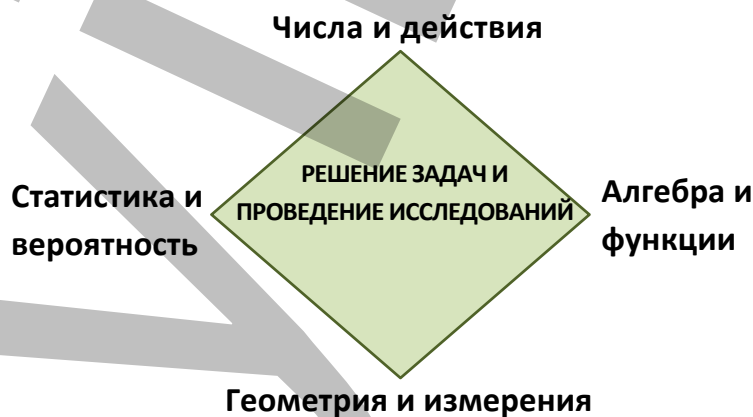 Числа и действия
РЕШЕНИЕ ЗАДАЧ И
ПРОВЕДЕНИЕ ИССЛЕДОВАНИЙ
Статистика и
вероятность
Алгебра и
функции
Геометрия и измерения